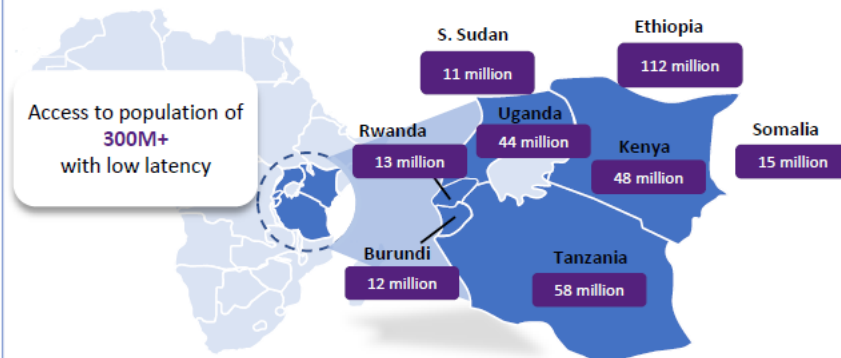 Access to population of
300M+
with low latency
S. Sudan
11 million
Ethiopia
112 million
Rwanda
13 million
Uganda
44 million
Kenya
48 million
Somalia
15 million
Burundi
12 million
Tanzania
58 million